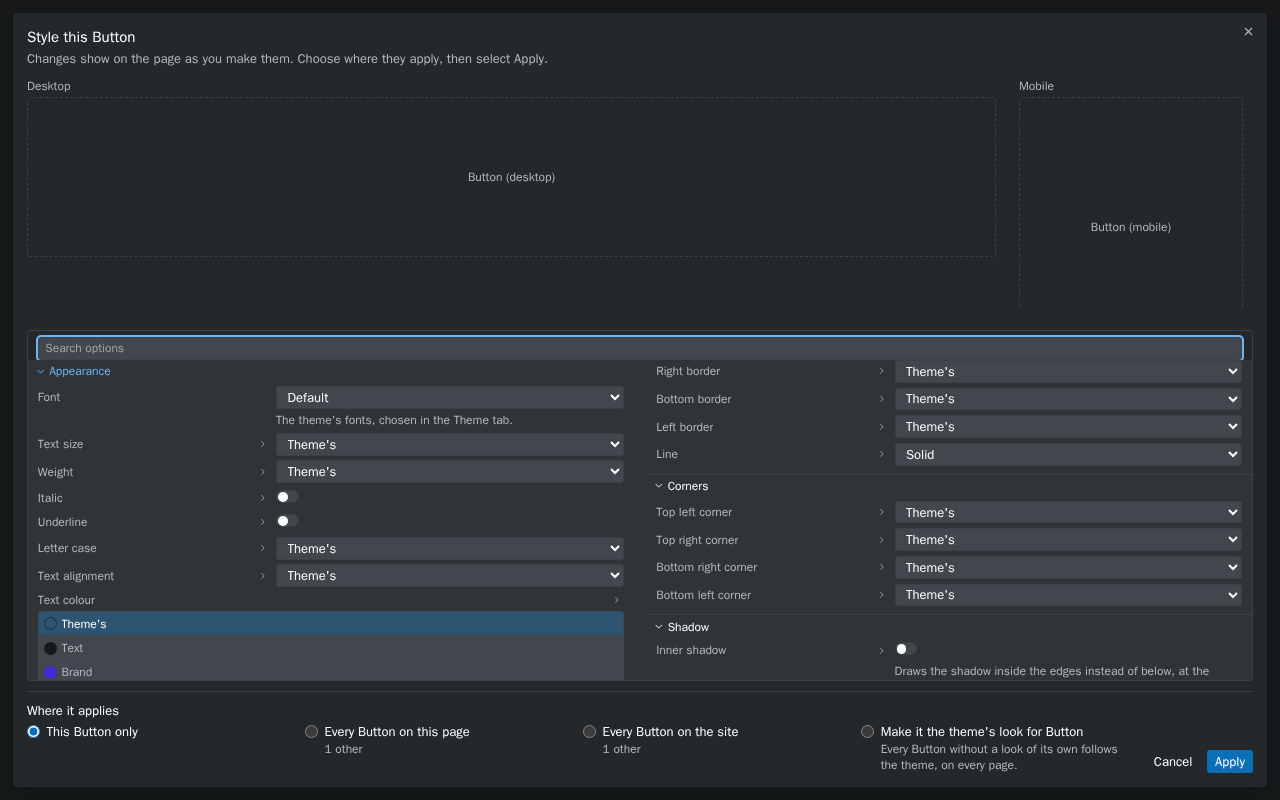 Style this Button
Changes show on the page as you make them. Choose where they apply, then select Apply.
Desktop
Mobile
Button (desktop)
Button (mobile)
Search options
Appearance
Font
Default
The theme's fonts, chosen in the Theme tab.
Text size
Theme's
Weight
Theme's
Italic
Underline
Letter case
Theme's
Text alignment
Theme's
Text colour
Theme's
Text
Brand
Right border
Theme's
Bottom border
Theme's
Left border
Theme's
Line
Solid
Corners
Top left corner
Theme's
Top right corner
Theme's
Bottom right corner
Theme's
Bottom left corner
Theme's
Shadow
Inner shadow
Draws the shadow inside the edges instead of below, at the
Where it applies
This Button only
Every Button on this page
1 other
Every Button on the site
1 other
Make it the theme's look for Button
Every Button without a look of its own follows
the theme, on every page.
Cancel
Apply